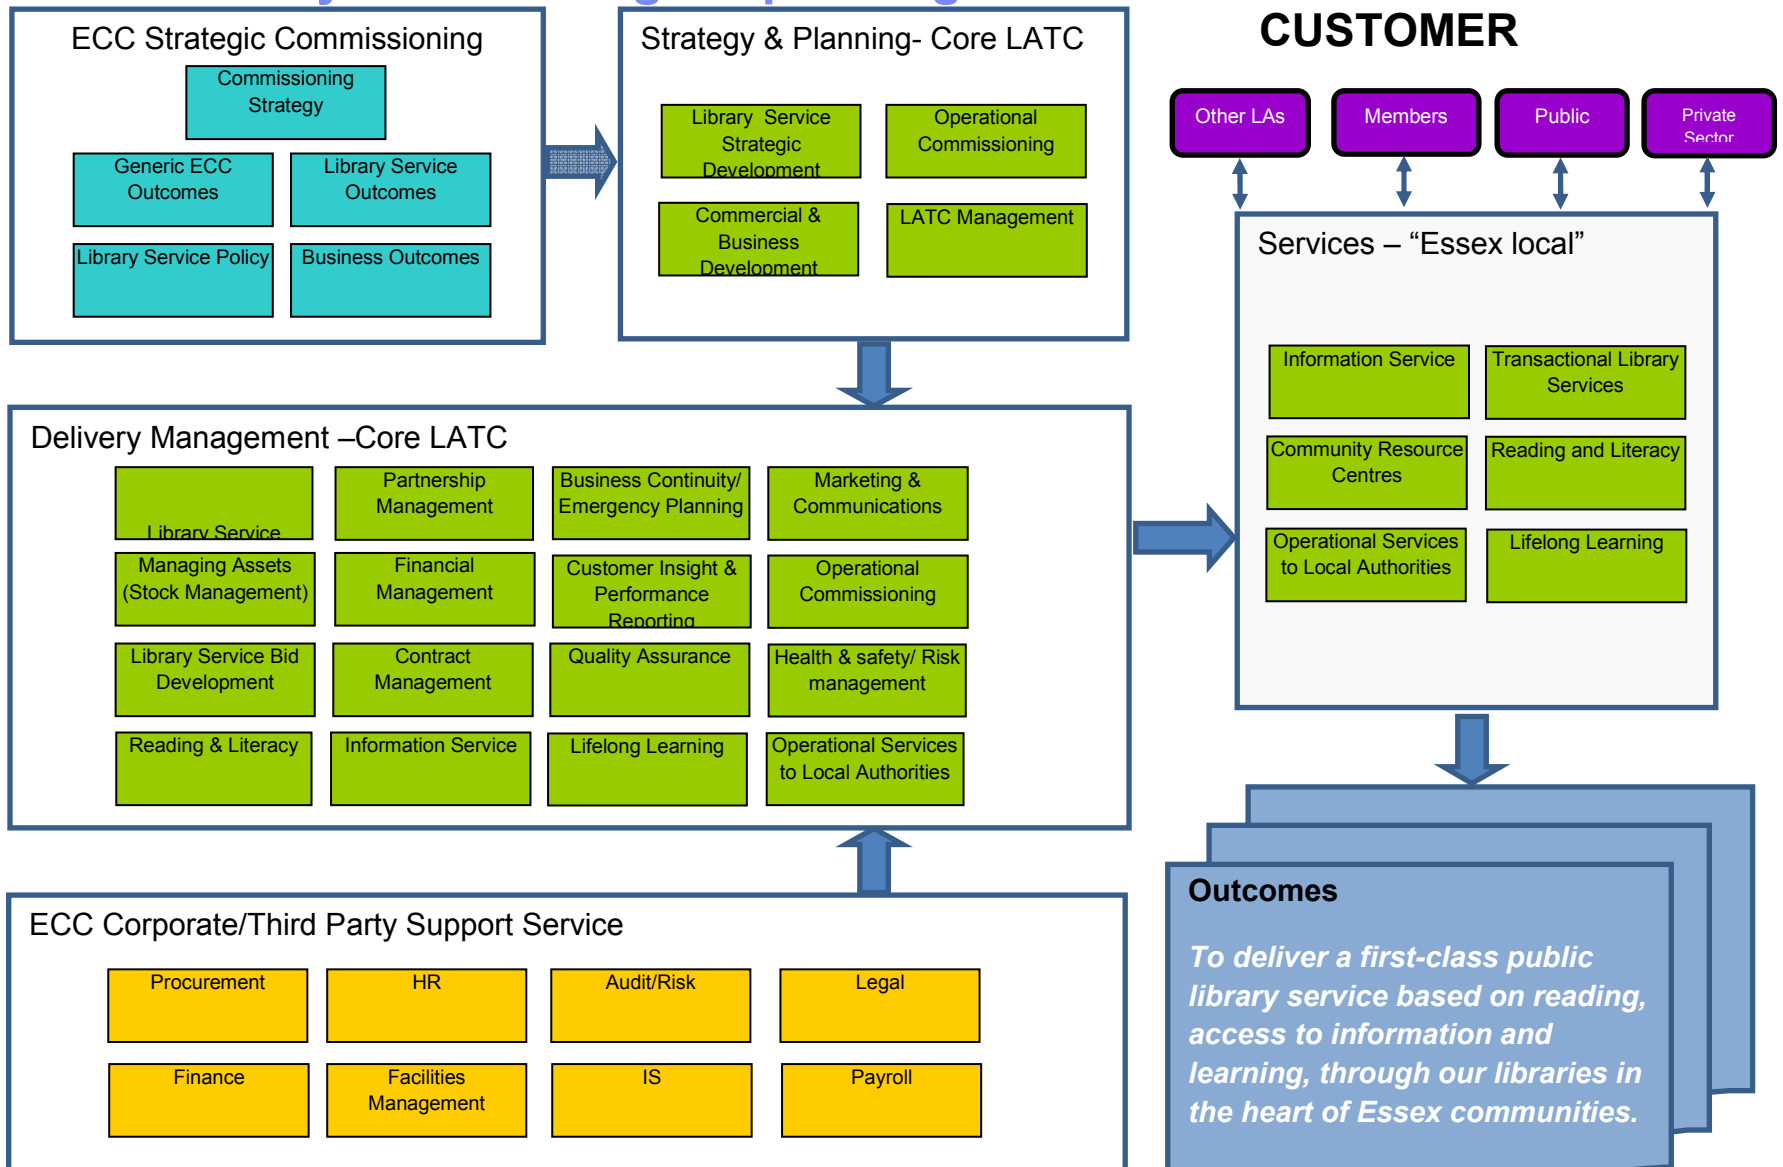 ECC Strategic Commissioning
Commissioning
Strategy
Generic ECC
Outcomes
Library Service
Outcomes
Library Service Policy
Business Outcomes
Strategy & Planning- Core LATC
Library Service
Strategic
Development
Operational
Commissioning
Commercial &
Business
Development
LATC Management
CUSTOMER
Other LAs
Members
Public
Private
Sector
Services – “Essex local”
Information Service
Transactional Library
Services
Community Resource
Centres
Reading and Literacy
Operational Services
to Local Authorities
Lifelong Learning
Delivery Management –Core LATC
Library Service
Partnership
Management
Business Continuity/
Emergency Planning
Marketing &
Communications
Managing Assets
(Stock Management)
Financial
Management
Customer Insight &
Performance
Reporting
Operational
Commissioning
Library Service Bid
Development
Contract
Management
Quality Assurance
Health & safety/ Risk
management
Reading & Literacy
Information Service
Lifelong Learning
Operational Services
to Local Authorities
ECC Corporate/Third Party Support Service
Procurement
HR
Audit/Risk
Legal
Finance
Facilities
Management
IS
Payroll
Outcomes
To deliver a first-class public
library service based on reading,
access to information and
learning, through our libraries in
the heart of Essex communities.